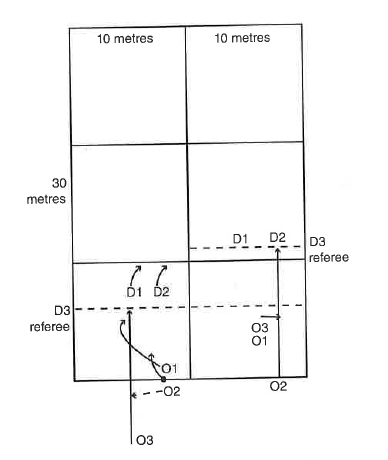 10 metres
10 metres
30
metres
D1 D2
D3
referee
D1 D2
D3
referee
O3
O1
O1
O2
O2
O3